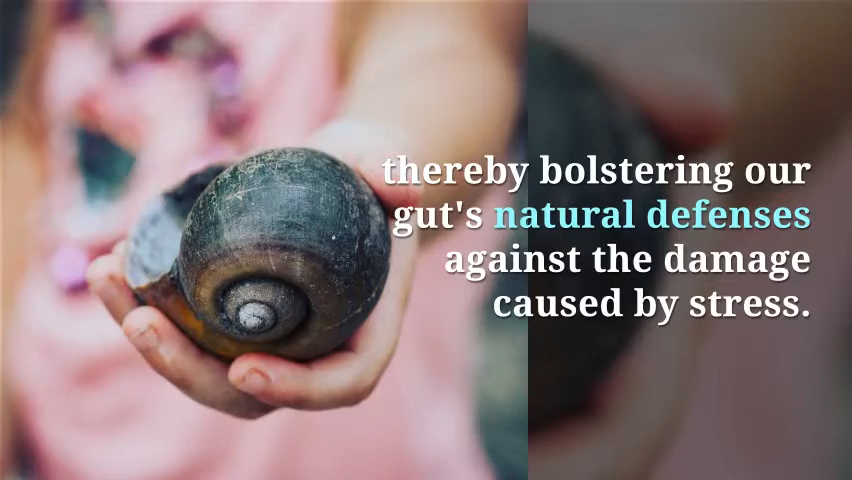 thereby bolstering our
gut's natural defenses
against the damage
caused by stress.